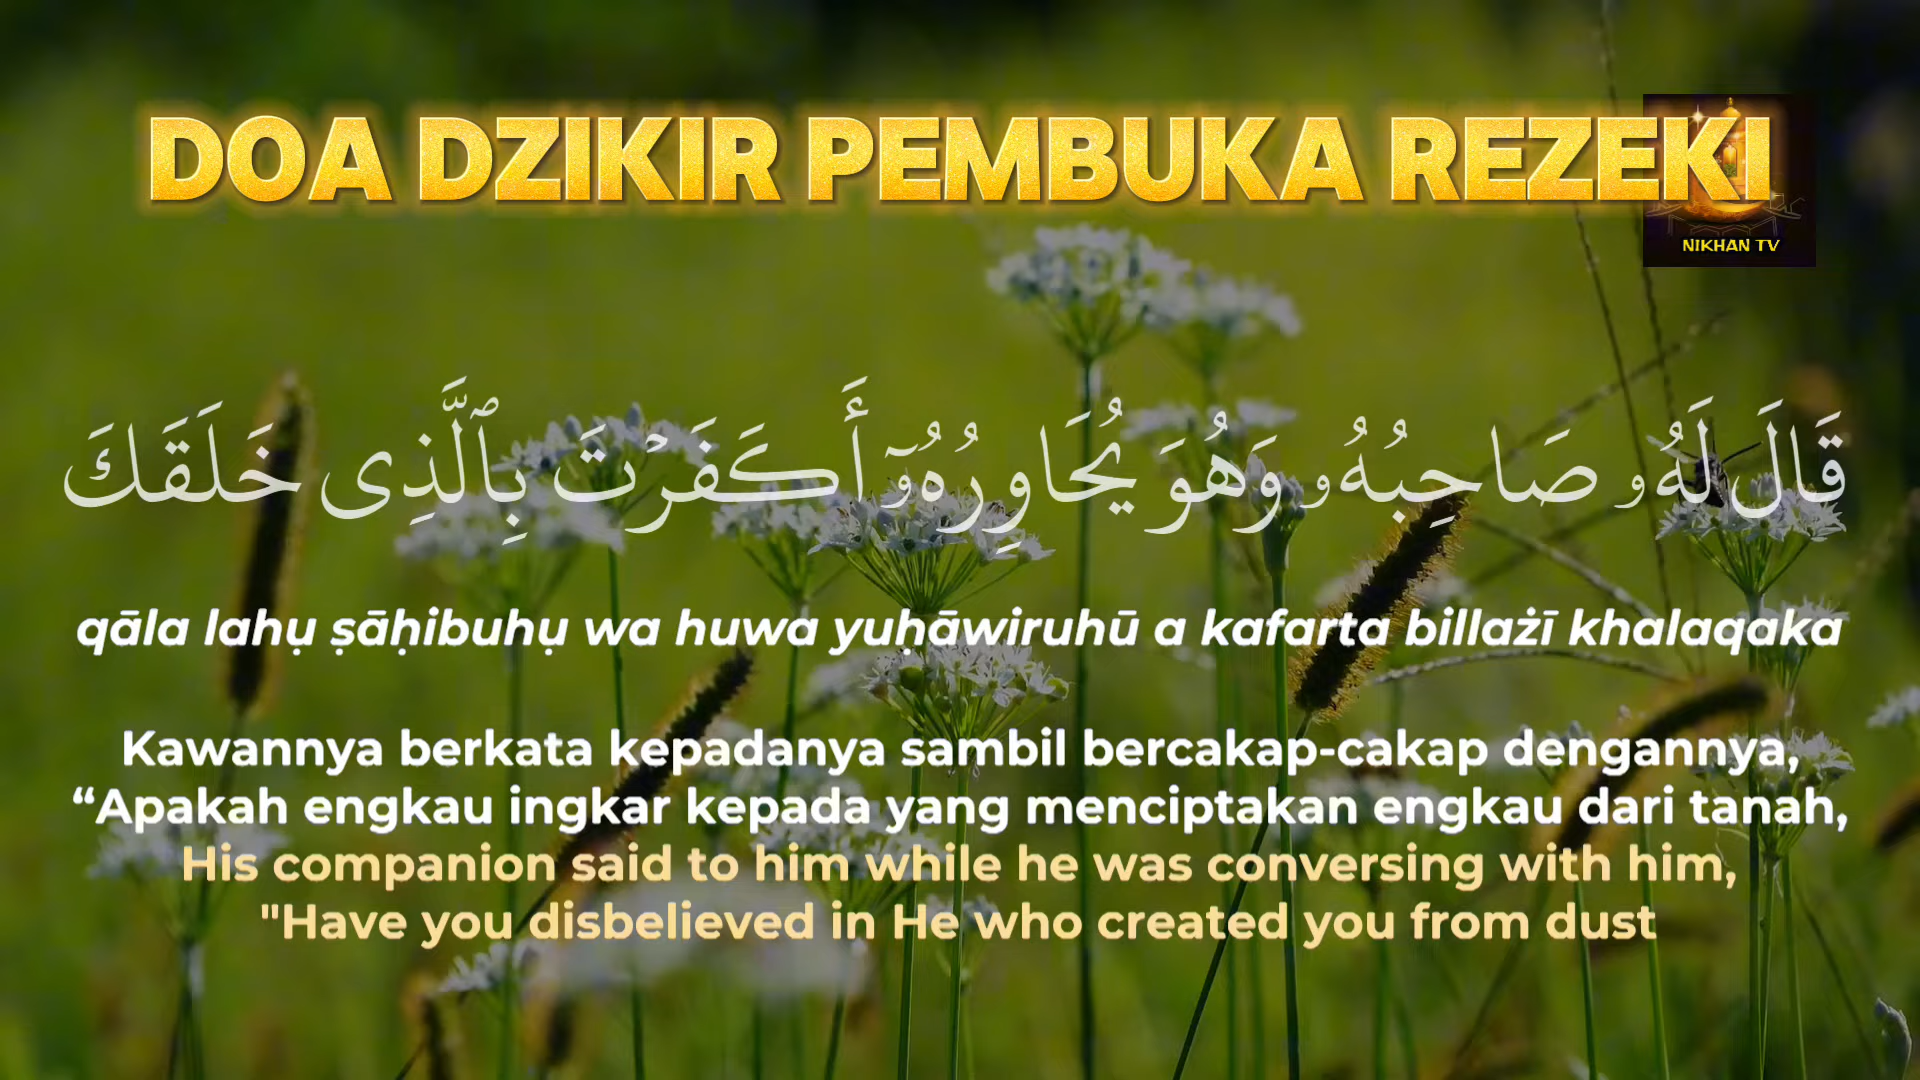 DOA DZIKIR PEMBUKA REZEKI
NIKHAN TV
قَالَ لَهُۥ صَاحِبُهُۥ وَهُوَ يُحَاوِرُهُۥٓ أَكَفَرْتَ بِٱلَّذِى خَلَقَكَ
qāla lahụ ṣāḥibuhụ wa huwa yuḥāwiruhū a kafarta billażī khalaqaka
Kawannya berkata kepadanya sambil bercakap-cakap dengannya,
“Apakah engkau ingkar kepada yang menciptakan engkau dari tanah,
His companion said to him while he was conversing with him,
"Have you disbelieved in He who created you from dust